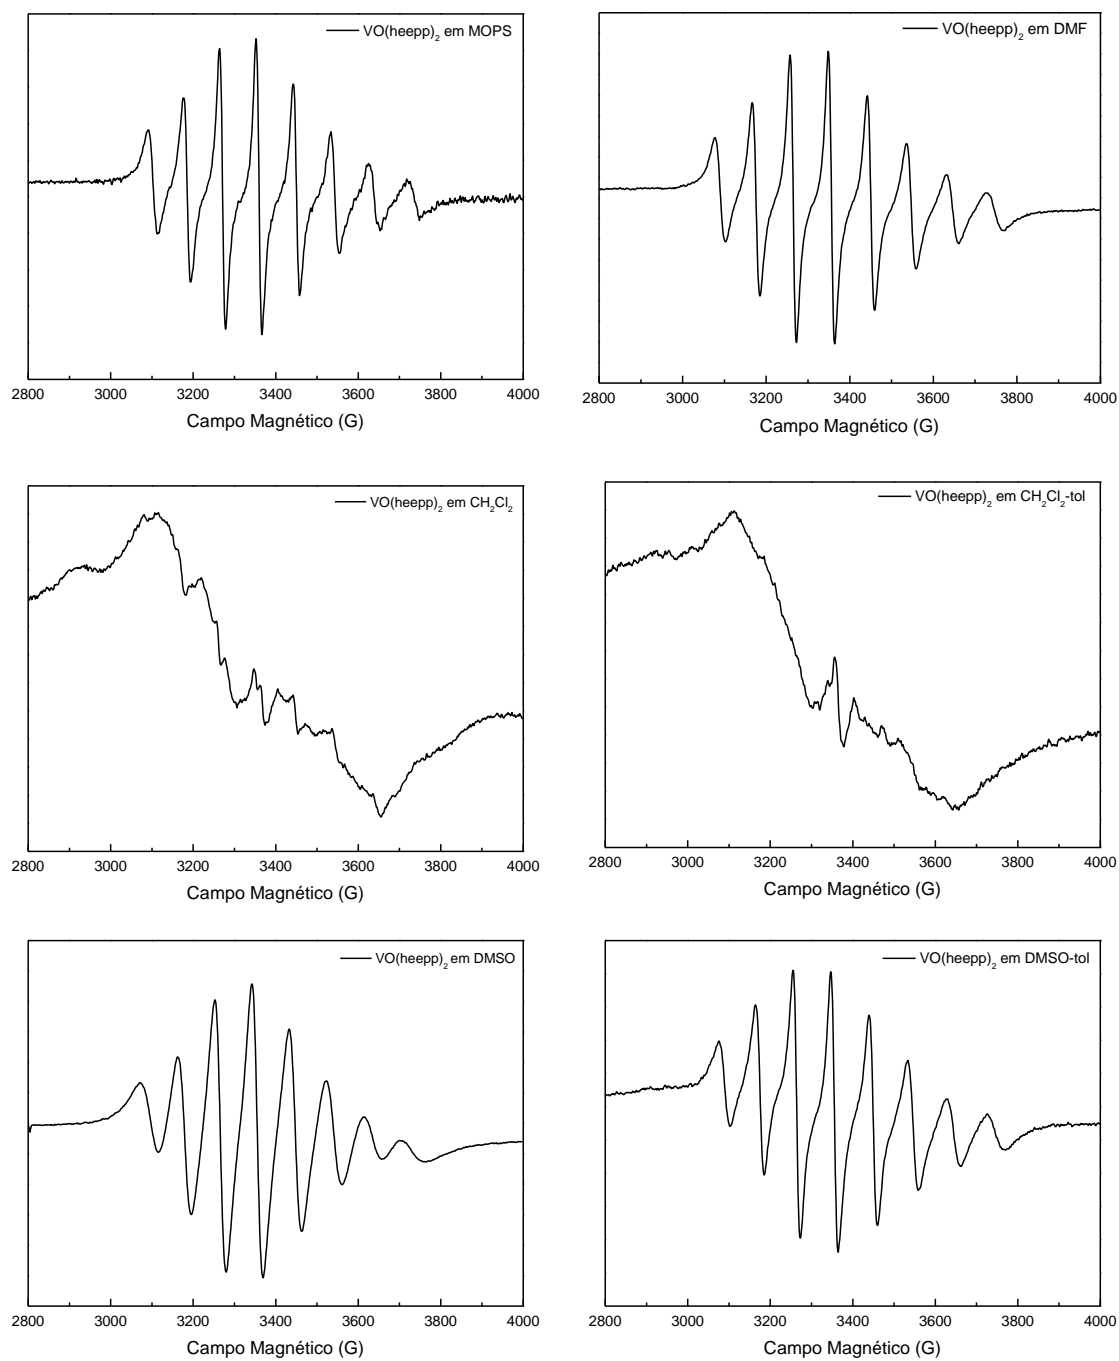 VO(heepp)₂ em MOPS
2800 3000 3200 3400 3600 3800 4000
Campo Magnético (G)
VO(heepp)₂ em DMF
2800 3000 3200 3400 3600 3800 4000
Campo Magnético (G)
VO(heepp)₂ em CH₂Cl₂
2800 3000 3200 3400 3600 3800 4000
Campo Magnético (G)
VO(heepp)₂ em CH₂Cl₂-tol
2800 3000 3200 3400 3600 3800 4000
Campo Magnético (G)
VO(heepp)₂ em DMSO
2800 3000 3200 3400 3600 3800 4000
Campo Magnético (G)
VO(heepp)₂ em DMSO-tol
2800 3000 3200 3400 3600 3800 4000
Campo Magnético (G)